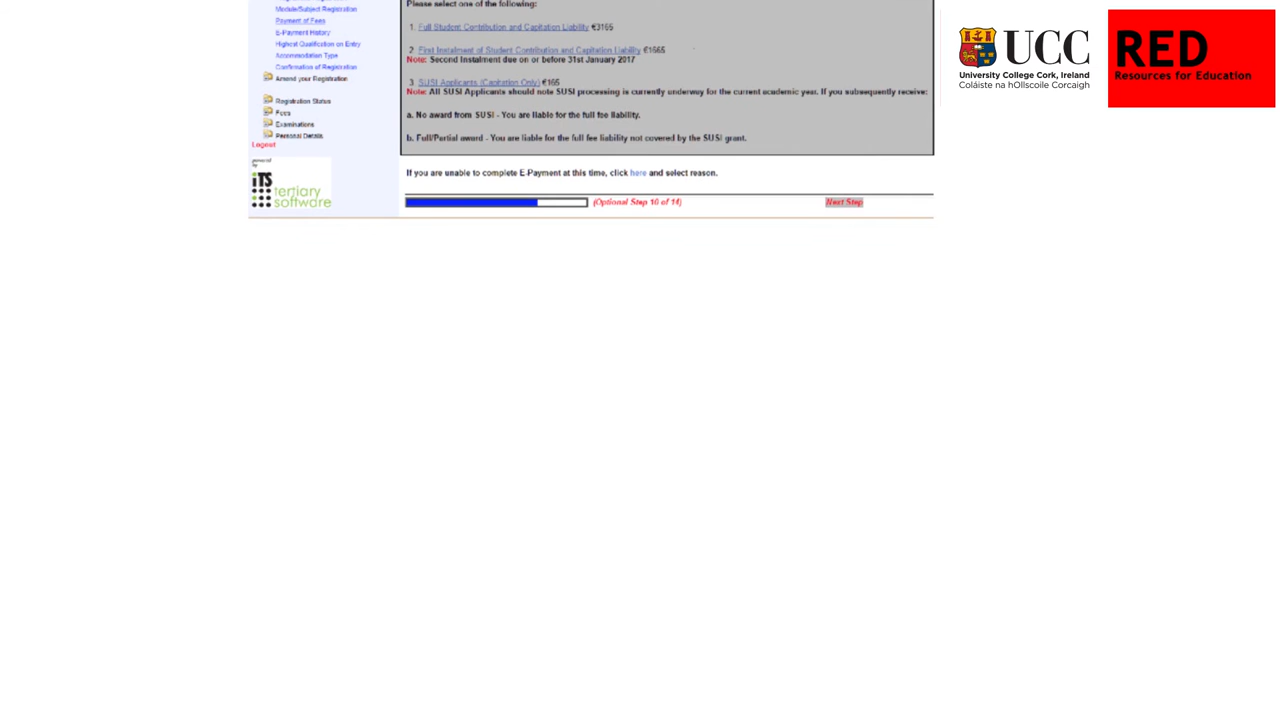 Module/Subject Registration
Payment of Fees
E-Payment History
Highest Qualification on Entry
Accommodation Type
Confirmation of Registration
Amend your Registration
Registration Status
Fees
Examinations
Personal Details
Logout
powered
by
iTS
tertiary
software
Please select one of the following:
1. Full Student Contribution and Capitation Liability €3165
2. First Instalment of Student Contribution and Capitation Liability €1665
Note: Second Instalment due on or before 31st January 2017
3. SUSI Applicants (Capitation Only) €165
Note: All SUSI Applicants should note SUSI processing is currently underway for the current academic year. If you subsequently receive:
a. No award from SUSI - You are liable for the full fee liability.
b. Full/Partial award - You are liable for the full fee liability not covered by the SUSI grant.
If you are unable to complete E-Payment at this time, click here and select reason.
(Optional Step 10 of 14)
Next Step
UCC
University College Cork, Ireland
Coláiste na hOllscoile Corcaigh
RED
Resources for Education